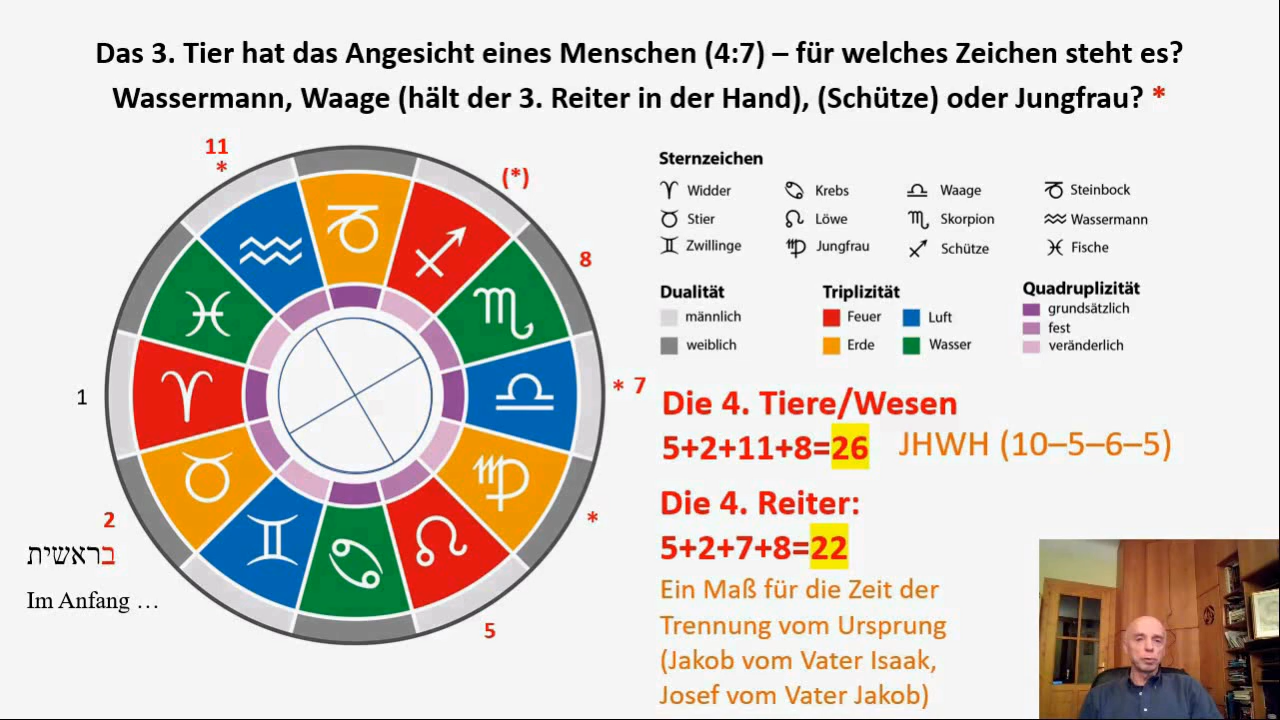 Das 3. Tier hat das Angesicht eines Menschen (4:7) – für welches Zeichen steht es?
Wassermann, Waage (hält der 3. Reiter in der Hand), (Schütze) oder Jungfrau? *
11
*
(*)
8
* 7
*
5
1
2
בראשית
Im Anfang …
Sternzeichen
♈ Widder ♋ Krebs ♎ Waage ♑ Steinbock
♉ Stier ♌ Löwe ♏ Skorpion ♒ Wassermann
♊ Zwillinge ♍ Jungfrau ♐ Schütze ♓ Fische
Dualität
männlich
weiblich
Triplizität
Feuer Luft
Erde Wasser
Quadruplizität
grundsätzlich
fest
veränderlich
Die 4. Tiere/Wesen
5+2+11+8=26 JHWH (10–5–6–5)
Die 4. Reiter:
5+2+7+8=22
Ein Maß für die Zeit der
Trennung vom Ursprung
(Jakob vom Vater Isaak,
Josef vom Vater Jakob)